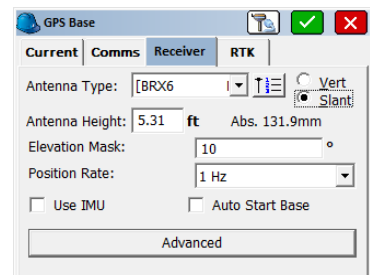 GPS Base
Current Comms Receiver RTK
Antenna Type: [BRX6
Vert
Slant
Antenna Height: 5.31 ft Abs. 131.9mm
Elevation Mask: 10 °
Position Rate: 1 Hz
Use IMU Auto Start Base
Advanced